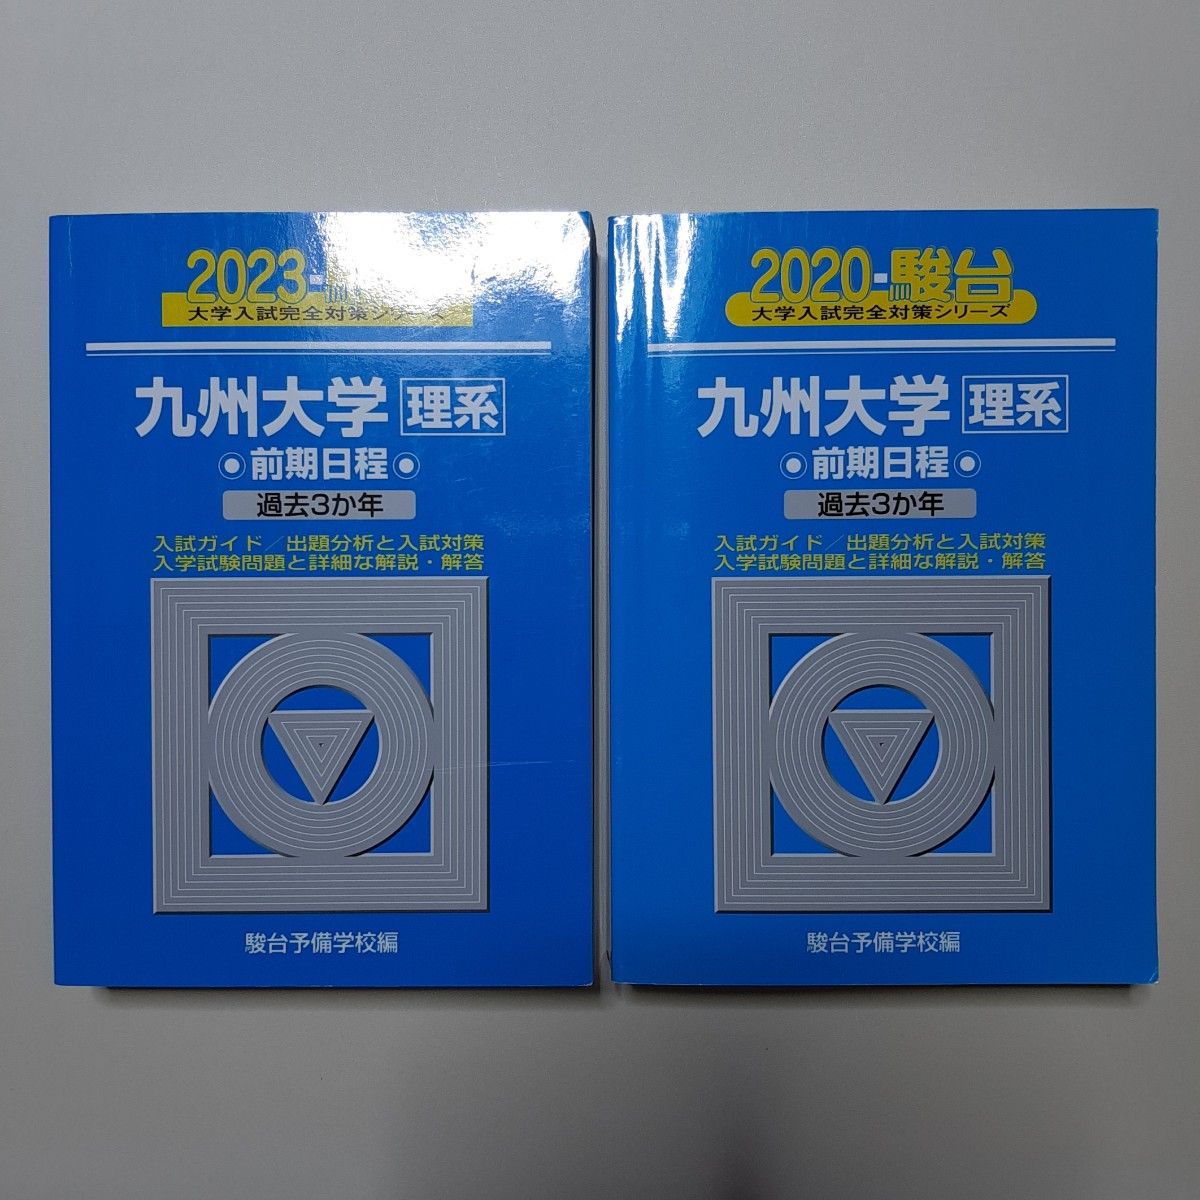 2023-
大学入試完全対策シリーズ
九州大学 理系
前期日程
過去3か年
入試ガイド/出題分析と入試対策
入学試験問題と詳細な解説・解答
駿台予備学校編
2020-駿台
大学入試完全対策シリーズ
九州大学 理系
前期日程
過去3か年
入試ガイド/出題分析と入試対策
入学試験問題と詳細な解説・解答
駿台予備学校編